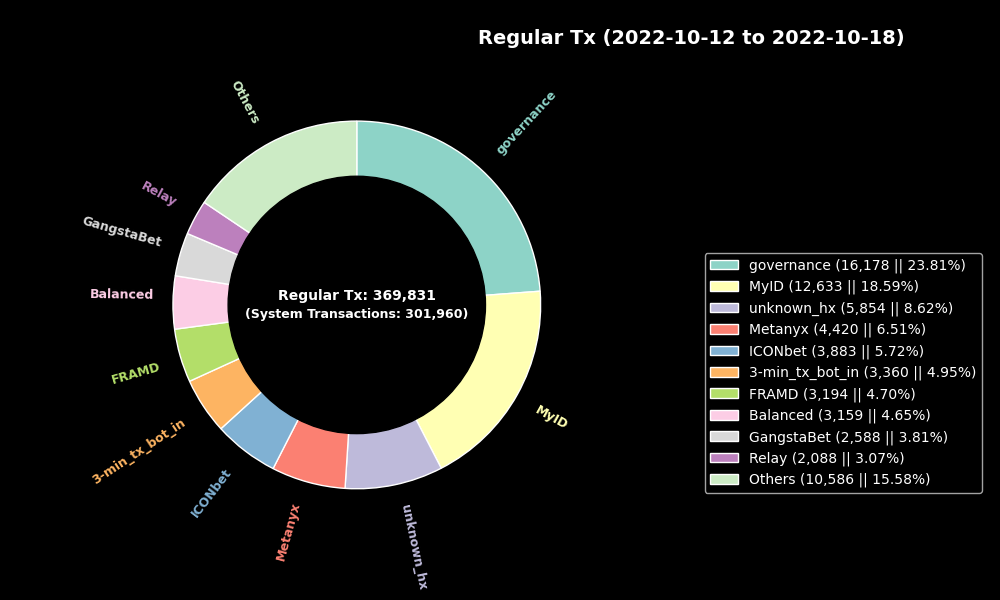 Regular Tx (2022-10-12 to 2022-10-18)
governance
MyID
unknown_hx
Metanyx
ICONbet
3-min_tx_bot_in
FRAMD
Balanced
GangstaBet
Relay
Others
Regular Tx: 369,831
(System Transactions: 301,960)
governance (16,178 || 23.81%)
MyID (12,633 || 18.59%)
unknown_hx (5,854 || 8.62%)
Metanyx (4,420 || 6.51%)
ICONbet (3,883 || 5.72%)
3-min_tx_bot_in (3,360 || 4.95%)
FRAMD (3,194 || 4.70%)
Balanced (3,159 || 4.65%)
GangstaBet (2,588 || 3.81%)
Relay (2,088 || 3.07%)
Others (10,586 || 15.58%)